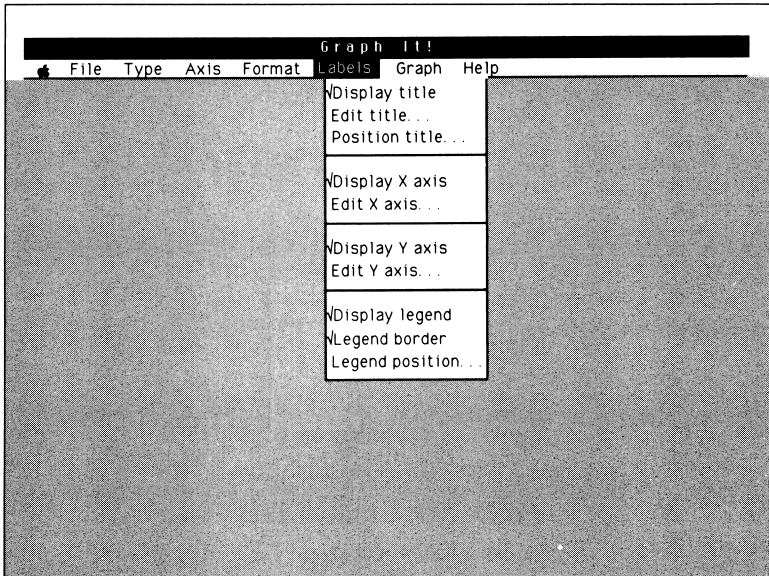 Graph It!
File Type Axis Format Labels Graph Help
√Display title
Edit title...
Position title...
√Display X axis
Edit X axis...
√Display Y axis
Edit Y axis...
√Display legend
√Legend border
Legend position...